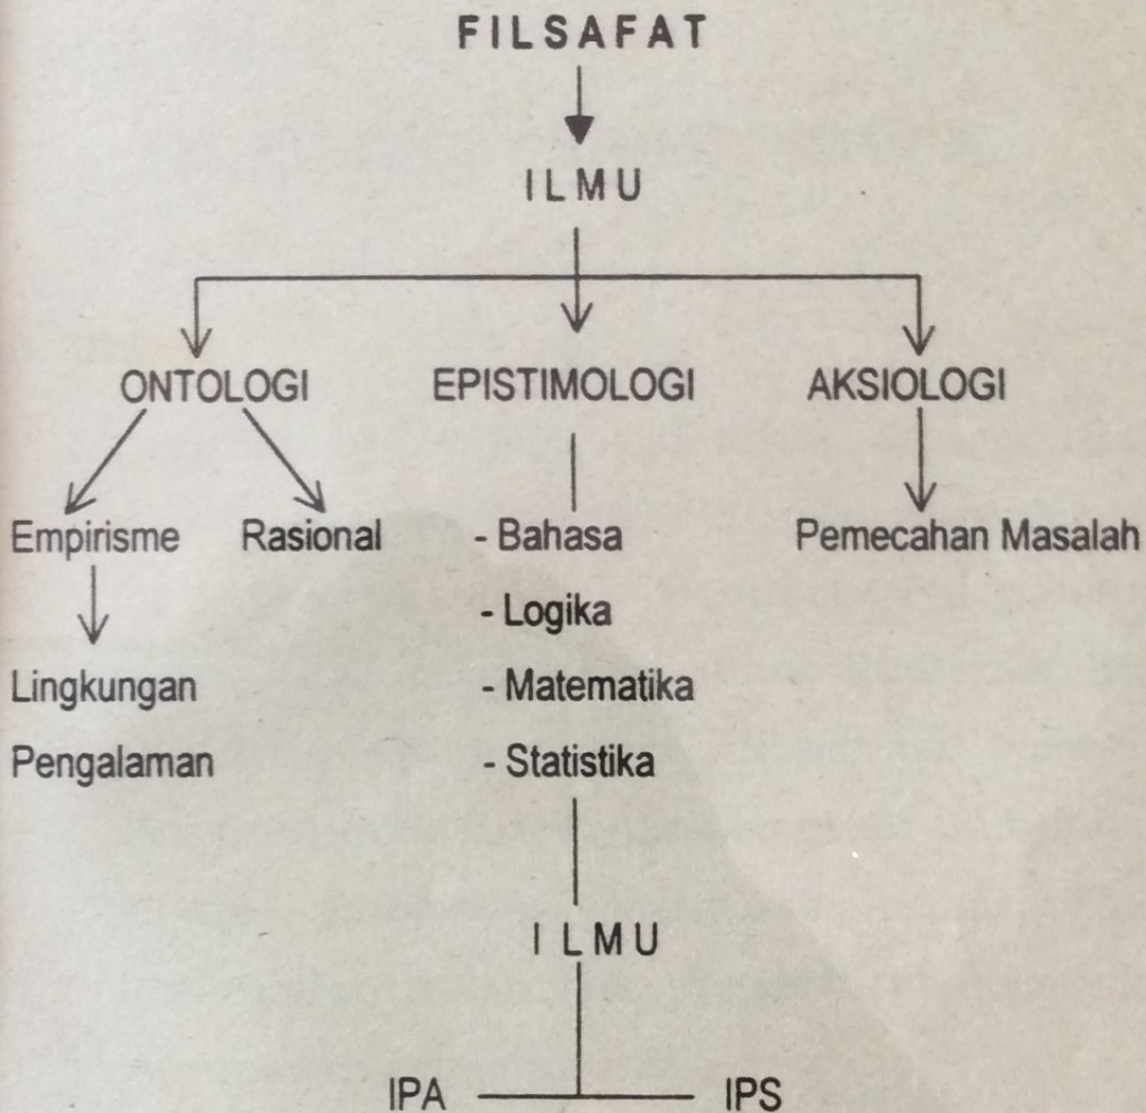 FILSAFAT
ILMU
ONTOLOGI EPISTIMOLOGI AKSIOLOGI
Empirisme Rasional - Bahasa Pemecahan Masalah
- Logika
Lingkungan - Matematika
Pengalaman - Statistika
ILMU
IPA IPS